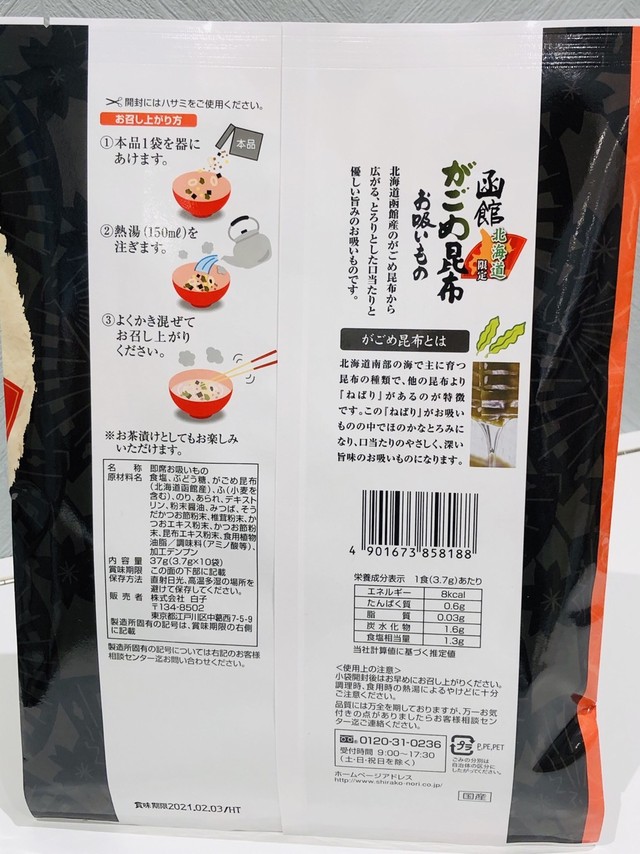 開封にはハサミをご使用ください。
お召し上がり方
①本品1袋を器に
あけます。
本品
②熱湯(150㎖)を
注ぎます。
③よくかき混ぜて
お召し上がり
ください。
※お茶漬けとしてもお楽しみ
いただけます。
名称 即席お吸いもの
原材料名 食塩、ぶどう糖、がごめ昆布
(北海道函館産)、ふ(小麦を
含む)、のり、あられ、デキスト
リン、粉末醤油、みつば、そう
だかつお節粉末、椎茸粉末、か
つおエキス粉末、かつお節粉
末、昆布エキス粉末、食用植物
油脂/調味料(アミノ酸等)、
加工デンプン
内容量 37g(3.7g×10袋)
賞味期限 この面の下部に記載
保存方法 直射日光、高温多湿の場所を
避けて保存してください。
販売者 株式会社 白子
〒134-8502
東京都江戸川区中葛西7-5-9
製造所固有の記号は、賞味期限の右側
に記載
製造所固有の記号については右記のお客様
相談センター迄お問い合わせください。
賞味期限2021.02.03/HT
函館
北海道
限定
がごめ昆布
お吸いもの
北海道函館産のがごめ昆布から
広がる、とろりとした口当たりと
優しい旨みのお吸いものです。
がごめ昆布とは
北海道南部の海で主に育つ
昆布の種類で、他の昆布より
「ねばり」があるのが特徴
です。この「ねばり」がお吸い
ものの中でほのかなとろみに
なり、口当たりのやさしく、深い
旨味のお吸いものになります。
4 901673 858188
栄養成分表示 1食(3.7g)あたり
エネルギー 8kcal
たんぱく質 0.6g
脂質 0.03g
炭水化物 1.6g
食塩相当量 1.3g
当社計算値に基づく推定値
<使用上の注意>
小袋開封後はお早めにお召し上がりください。
調理時、食用時の熱湯によるやけどに十分
ご注意ください。
品質には万全を期しておりますが、万一お気
付きの点がありましたらお客様相談セン
ター迄ご連絡ください。
0120-31-0236
受付時間 9:00〜17:30
(土・日・祝日を除く)
プラ
P,PE,PET
ごみの分別は
自治体の区分に
したがってください。
ホームページアドレス
http://www.shirako-nori.co.jp/
国産